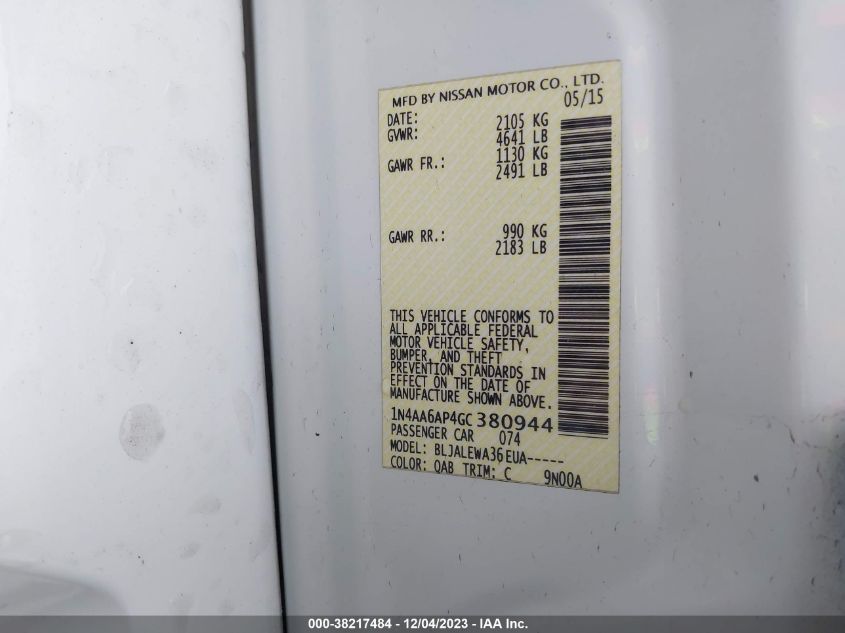 MFD BY NISSAN MOTOR CO., LTD.
DATE: 05/15
GVWR: 2105 KG
4641 LB
GAWR FR.: 1130 KG
2491 LB
GAWR RR.: 990 KG
2183 LB
THIS VEHICLE CONFORMS TO
ALL APPLICABLE FEDERAL
MOTOR VEHICLE SAFETY,
BUMPER, AND THEFT
PREVENTION STANDARDS IN
EFFECT ON THE DATE OF
MANUFACTURE SHOWN ABOVE.
1N4AA6AP4GC380944
PASSENGER CAR 074
MODEL: BLJALEWA36EUA-----
COLOR: QAB TRIM: C 9N00A
000-38217484 - 12/04/2023 - IAA Inc.